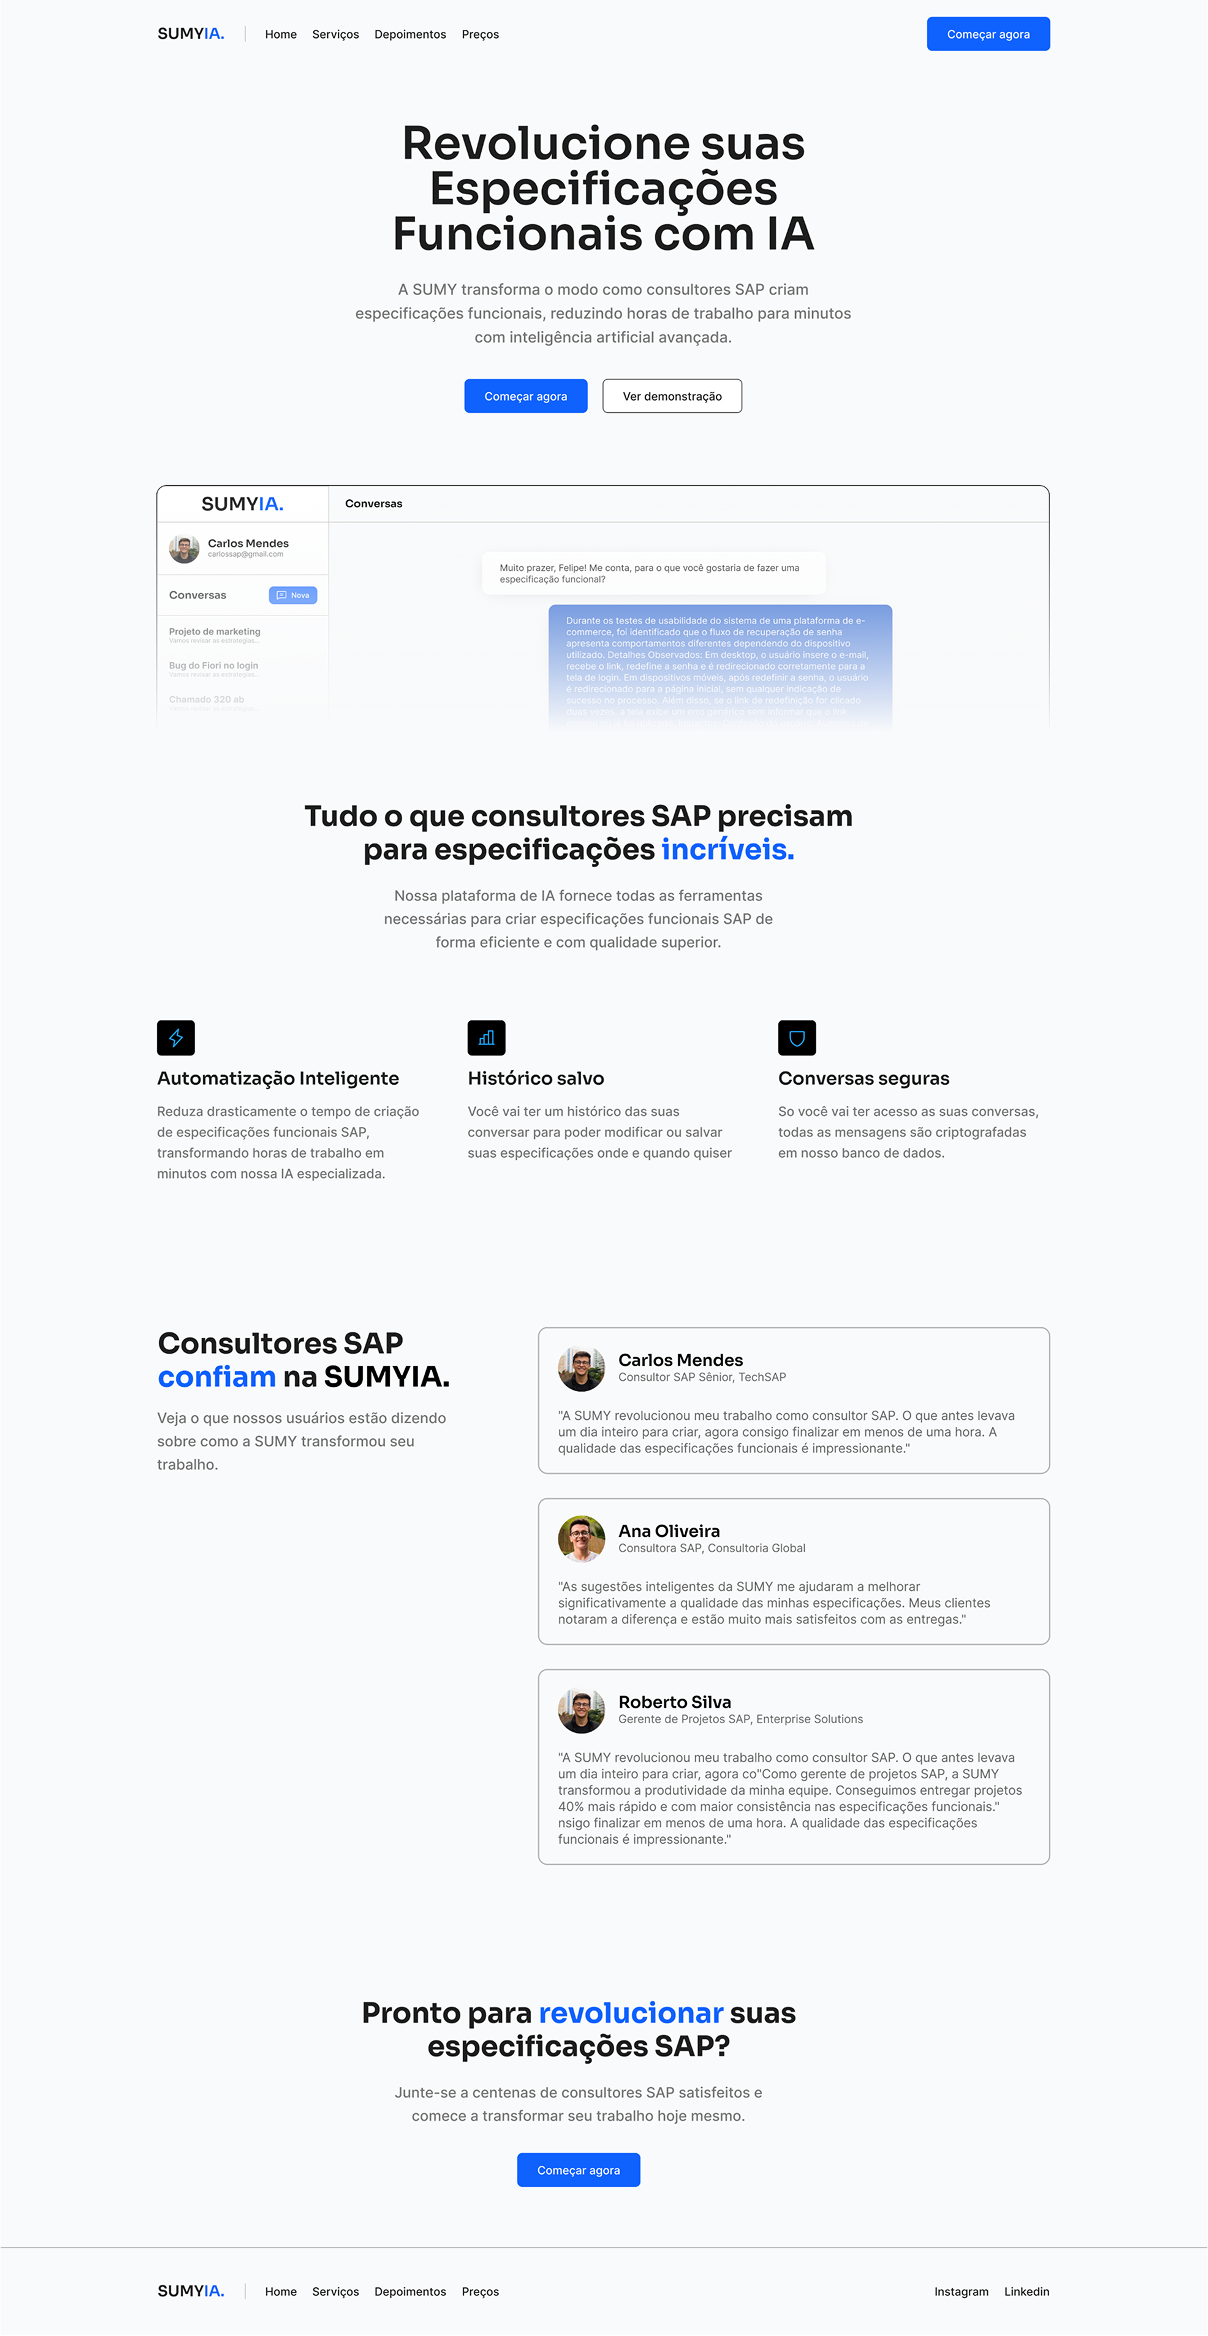 SUMYIA.
Home Serviços Depoimentos Preços
Começar agora
Revolucione suas
Especificações
Funcionais com IA
A SUMY transforma o modo como consultores SAP criam
especificações funcionais, reduzindo horas de trabalho para minutos
com inteligência artificial avançada.
Começar agora
Ver demonstração
SUMYIA.
Conversas
Carlos Mendes
carlossap@gmail.com
Conversas
Nova
Projeto de marketing
Vamos revisar as estrategias...
Bug do Fiori no login
Vamos revisar as estrategias...
Chamado 320 ab
Muito prazer, Felipe! Me conta, para o que você gostaria de fazer uma
especificação funcional?
Durante os testes de usabilidade do sistema de uma plataforma de e-
commerce, foi identificado que o fluxo de recuperação de senha
apresenta comportamentos diferentes dependendo do dispositivo
utilizado. Detalhes Observados: Em desktop, o usuário insere o e-mail,
recebe o link, redefine a senha e é redirecionado corretamente para a
tela de login. Em dispositivos móveis, após redefinir a senha, o usuário
é redirecionado para a página inicial, sem qualquer indicação de
sucesso no processo. Além disso, se o link de redefinição for clicado
duas vezes, a tela exibe um erro genérico sem informar que o link
Tudo o que consultores SAP precisam
para especificações incríveis.
Nossa plataforma de IA fornece todas as ferramentas
necessárias para criar especificações funcionais SAP de
forma eficiente e com qualidade superior.
Automatização Inteligente
Reduza drasticamente o tempo de criação
de especificações funcionais SAP,
transformando horas de trabalho em
minutos com nossa IA especializada.
Histórico salvo
Você vai ter um histórico das suas
conversar para poder modificar ou salvar
suas especificações onde e quando quiser
Conversas seguras
So você vai ter acesso as suas conversas,
todas as mensagens são criptografadas
em nosso banco de dados.
Consultores SAP
confiam na SUMYIA.
Veja o que nossos usuários estão dizendo
sobre como a SUMY transformou seu
trabalho.
Carlos Mendes
Consultor SAP Sênior, TechSAP
"A SUMY revolucionou meu trabalho como consultor SAP. O que antes levava
um dia inteiro para criar, agora consigo finalizar em menos de uma hora. A
qualidade das especificações funcionais é impressionante."
Ana Oliveira
Consultora SAP, Consultoria Global
"As sugestões inteligentes da SUMY me ajudaram a melhorar
significativamente a qualidade das minhas especificações. Meus clientes
notaram a diferença e estão muito mais satisfeitos com as entregas."
Roberto Silva
Gerente de Projetos SAP, Enterprise Solutions
"A SUMY revolucionou meu trabalho como consultor SAP. O que antes levava
um dia inteiro para criar, agora co"Como gerente de projetos SAP, a SUMY
transformou a produtividade da minha equipe. Conseguimos entregar projetos
40% mais rápido e com maior consistência nas especificações funcionais."
nsigo finalizar em menos de uma hora. A qualidade das especificações
funcionais é impressionante."
Pronto para revolucionar suas
especificações SAP?
Junte-se a centenas de consultores SAP satisfeitos e
comece a transformar seu trabalho hoje mesmo.
Começar agora
SUMYIA.
Home Serviços Depoimentos Preços
Instagram Linkedin